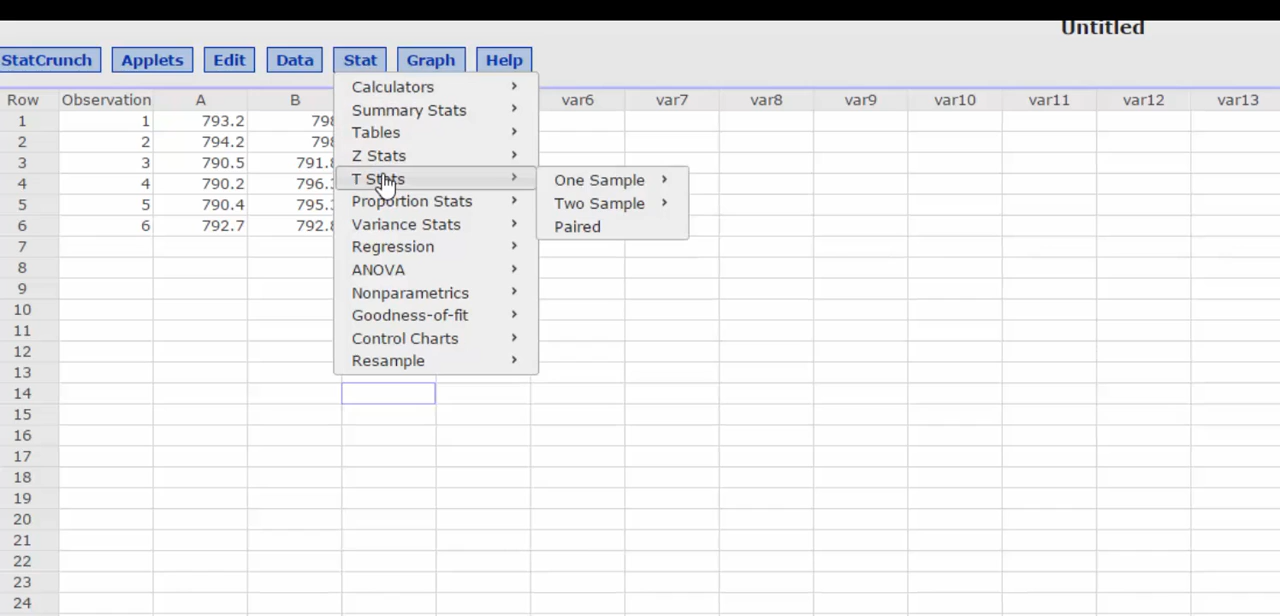 Untitled
StatCrunch Applets Edit Data Stat Graph Help
Row Observation A B var6 var7 var8 var9 var10 var11 var12 var13
1 1 793.2
2 2 794.2
3 3 790.5
4 4 790.2
5 5 790.4
6 6 792.7
7
8
9
10
11
12
13
14
15
16
17
18
19
20
21
22
23
24
Calculators
Summary Stats
Tables
Z Stats
T Stats
Proportion Stats
Variance Stats
Regression
ANOVA
Nonparametrics
Goodness-of-fit
Control Charts
Resample
One Sample
Two Sample
Paired